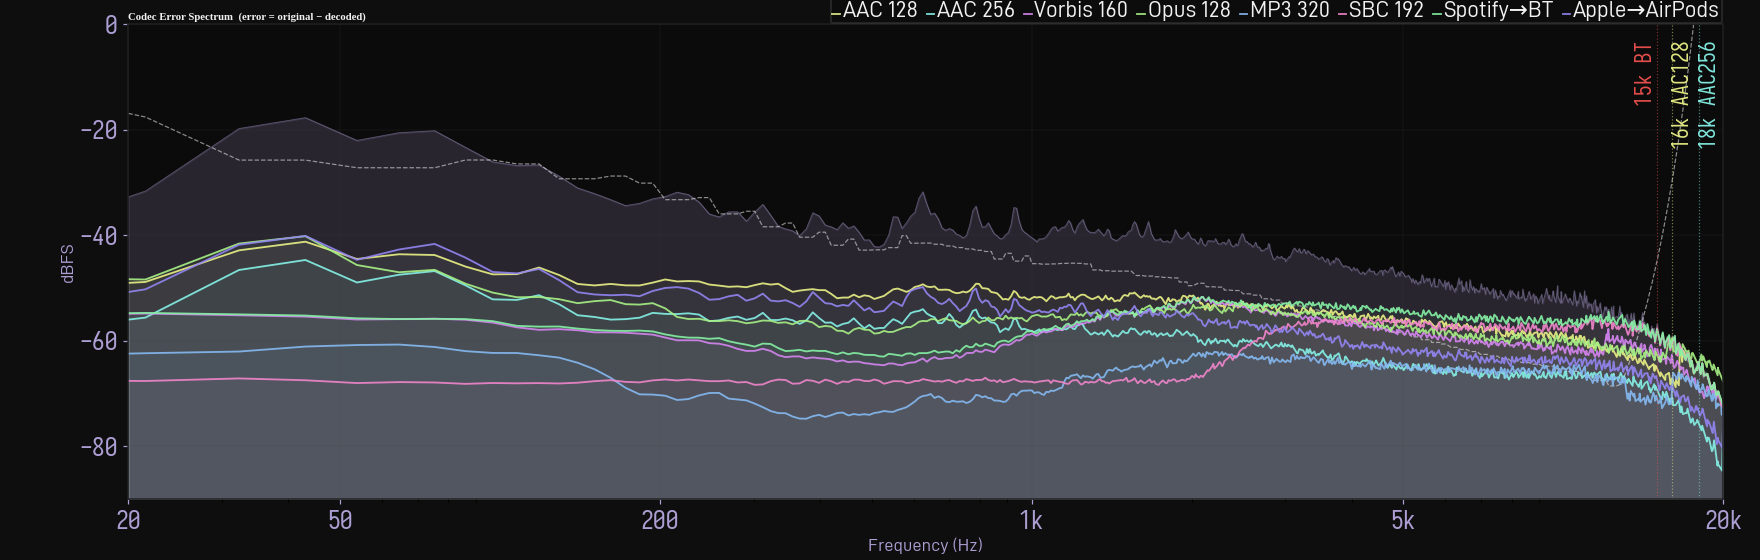 Codec Error Spectrum (error = original − decoded)
AAC 128 AAC 256 Vorbis 160 Opus 128 MP3 320 SBC 192 Spotify→BT Apple→AirPods
0
−20
−40
−60
−80
dBFS
15k BT
16k AAC128
18k AAC256
20 50 200 1k 5k 20k
Frequency (Hz)